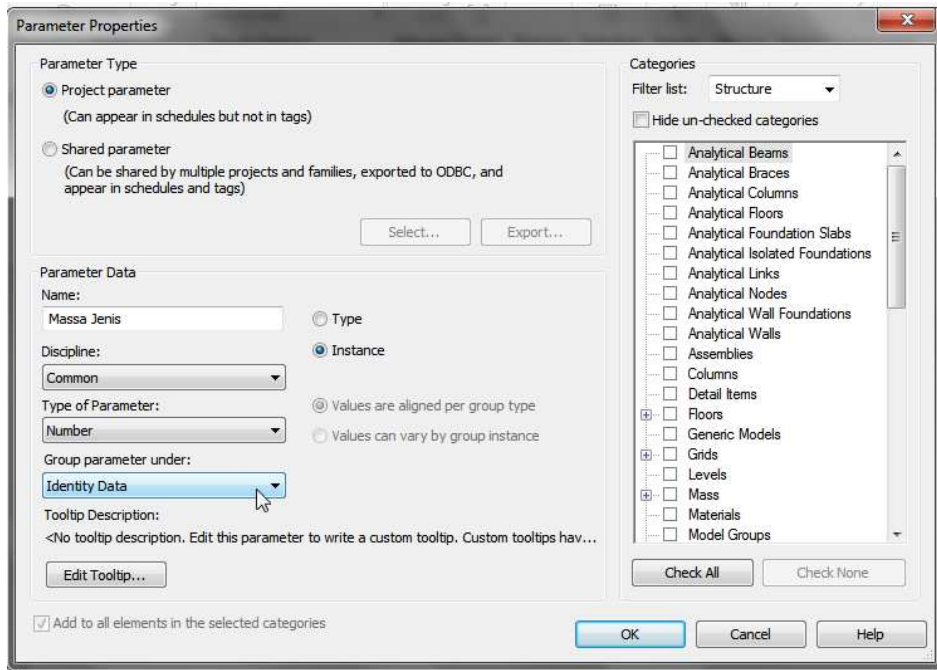 Parameter Properties
Parameter Type
Project parameter
(Can appear in schedules but not in tags)
Shared parameter
(Can be shared by multiple projects and families, exported to ODBC, and
appear in schedules and tags)
Select...
Export...
Parameter Data
Name:
Massa Jenis
Type
Discipline:
Instance
Common
Type of Parameter:
Values are aligned per group type
Number
Values can vary by group instance
Group parameter under:
Identity Data
Tooltip Description:
<No tooltip description. Edit this parameter to write a custom tooltip. Custom tooltips hav...
Edit Tooltip...
Add to all elements in the selected categories
Categories
Filter list:
Structure
Hide un-checked categories
Analytical Beams
Analytical Braces
Analytical Columns
Analytical Floors
Analytical Foundation Slabs
Analytical Isolated Foundations
Analytical Links
Analytical Nodes
Analytical Wall Foundations
Analytical Walls
Assemblies
Columns
Detail Items
Floors
Generic Models
Grids
Levels
Mass
Materials
Model Groups
Check All
Check None
OK
Cancel
Help